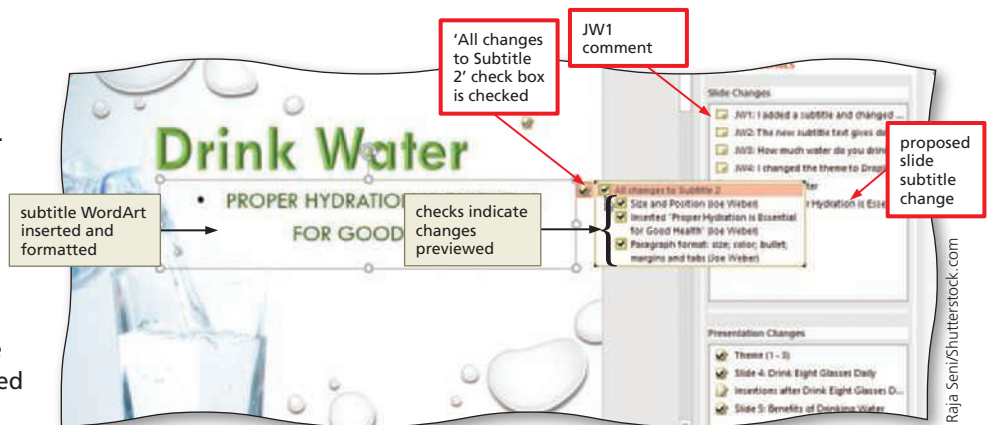 'All changes
to Subtitle
2' check box
is checked
JW1
comment
Slide Changes
JW1: I added a subtitle and changed ...
JW2: The new subtitle text gives
JW3: How much water do you
JW4: I changed the theme to
proposed
slide
subtitle
change
Drink Water
• PROPER HYDRATION
FOR GOOD
subtitle WordArt
inserted and
formatted
checks indicate
changes
previewed
All changes to Subtitle 2
Size and Position (Joe Weber)
Inserted "Proper Hydration is Essential
for Good Health" (Joe Weber)
Paragraph format: size; color; bullet;
margins and tabs (Joe Weber)
Hydration is
Presentation Changes
Theme (1 - 3)
Slide 4: Drink Eight Glasses Daily
Insertions after Drink Eight Glasses D...
Slide 5: Benefits of Drinking Water
ed
Raja Seni/Shutterstock.com